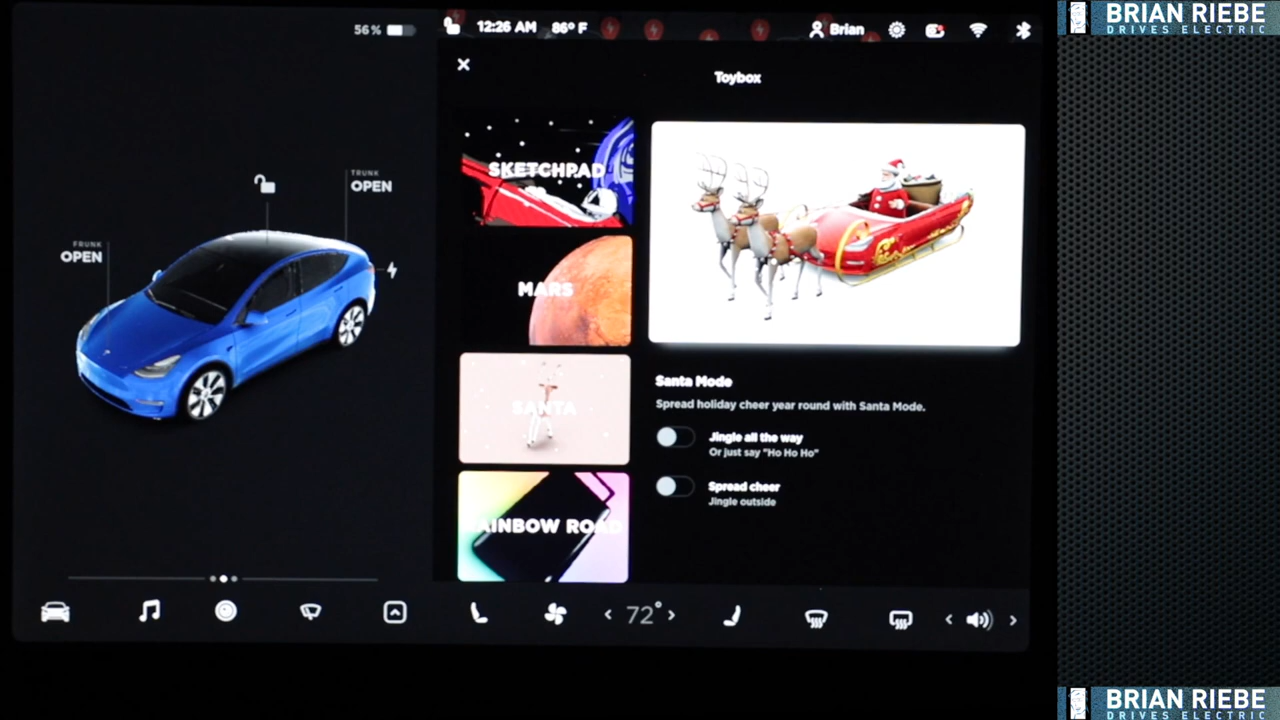 56%
12:26 AM 86° F
Brian
Toybox
TRUNK
OPEN
FRUNK
OPEN
SKETCHPAD
MARS
SANTA
RAINBOW ROAD
Santa Mode
Spread holiday cheer year round with Santa Mode.
Jingle all the way
Or just say "Ho Ho Ho"
Spread cheer
Jingle outside
72°
BRIAN RIEBE
DRIVES ELECTRIC
BRIAN RIEBE
DRIVES ELECTRIC